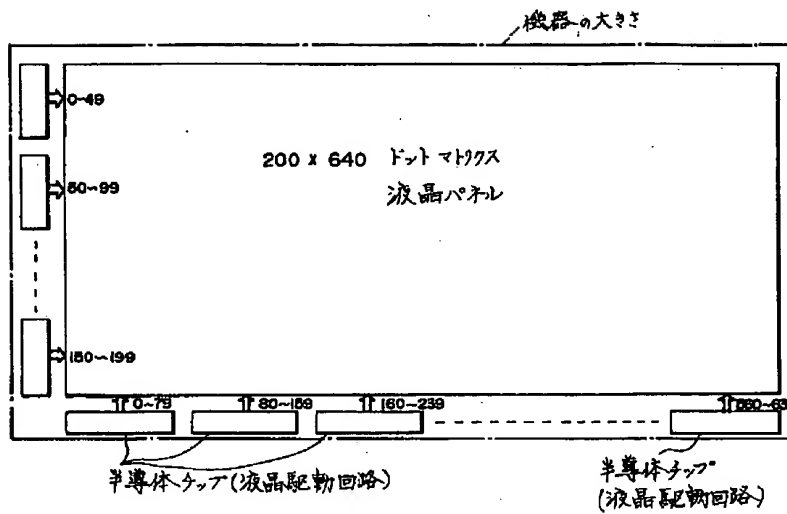 機器の大きさ
0~49
200 x 640 ドットマトリクス
液晶パネル
50~99
150~199
0~79
80~159
160~239
560~63
半導体チップ(液晶駆動回路)
半導体チップ
(液晶駆動回路)